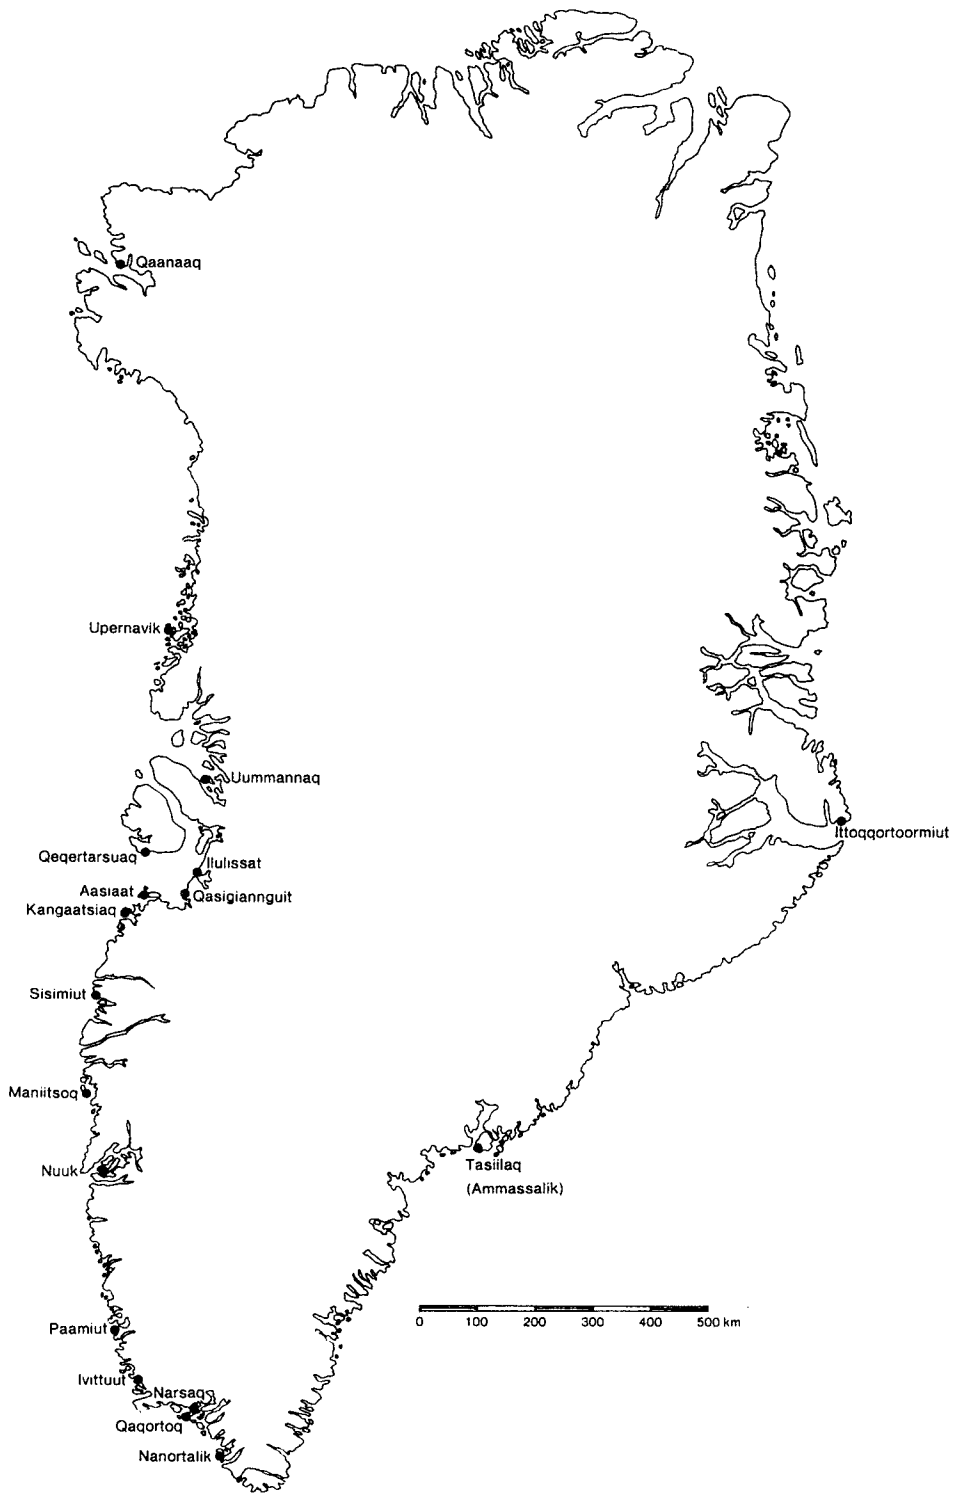 Qaanaaq
Upernavik
Uummannaq
Ittoqqortoormiut
Qeqertarsuaq
Ilulissat
Aasiaat
Qasigiannguit
Kangaatsiaq
Sisimiut
Maniitsoq
Nuuk
Tasiilaq
(Ammassalik)
0 100 200 300 400 500 km
Paamiut
Ivittuut
Narsaq
Qaqortoq
Nanortalik